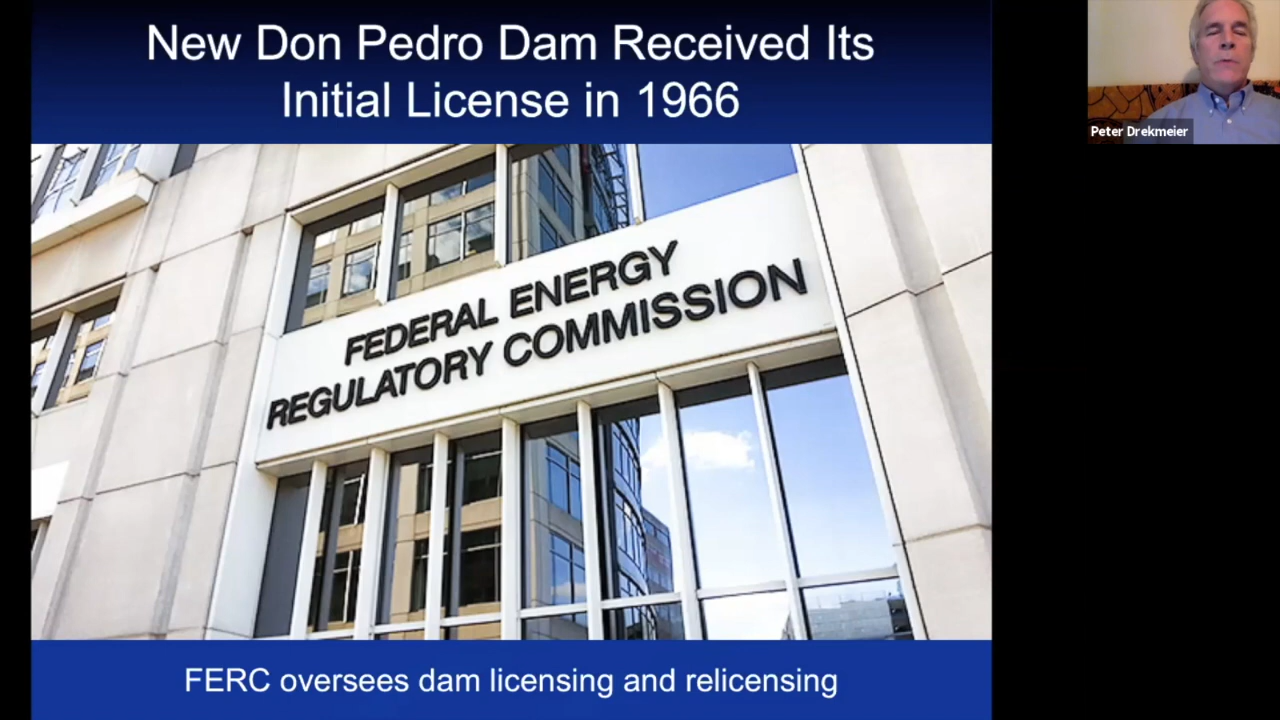 New Don Pedro Dam Received Its
Initial License in 1966
Peter Drekmeier
FEDERAL ENERGY
REGULATORY COMMISSION
FERC oversees dam licensing and relicensing